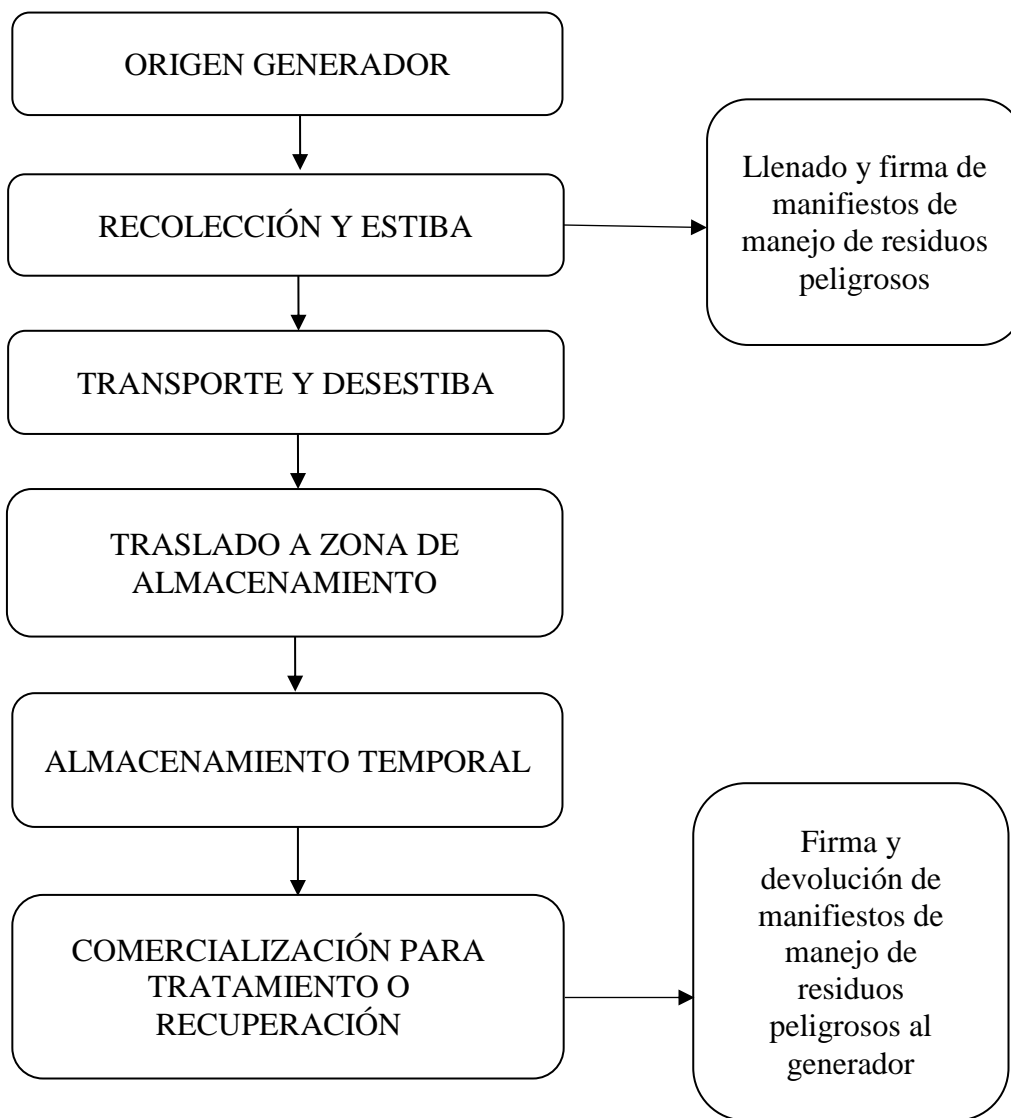 ORIGEN GENERADOR
RECOLECCIÓN Y ESTIBA
Llenado y firma de
manifiestos de
manejo de residuos
peligrosos
TRANSPORTE Y DESESTIBA
TRASLADO A ZONA DE
ALMACENAMIENTO
ALMACENAMIENTO TEMPORAL
COMERCIALIZACIÓN PARA
TRATAMIENTO O
RECUPERACIÓN
Firma y
devolución de
manifiestos de
manejo de
residuos
peligrosos al
generador